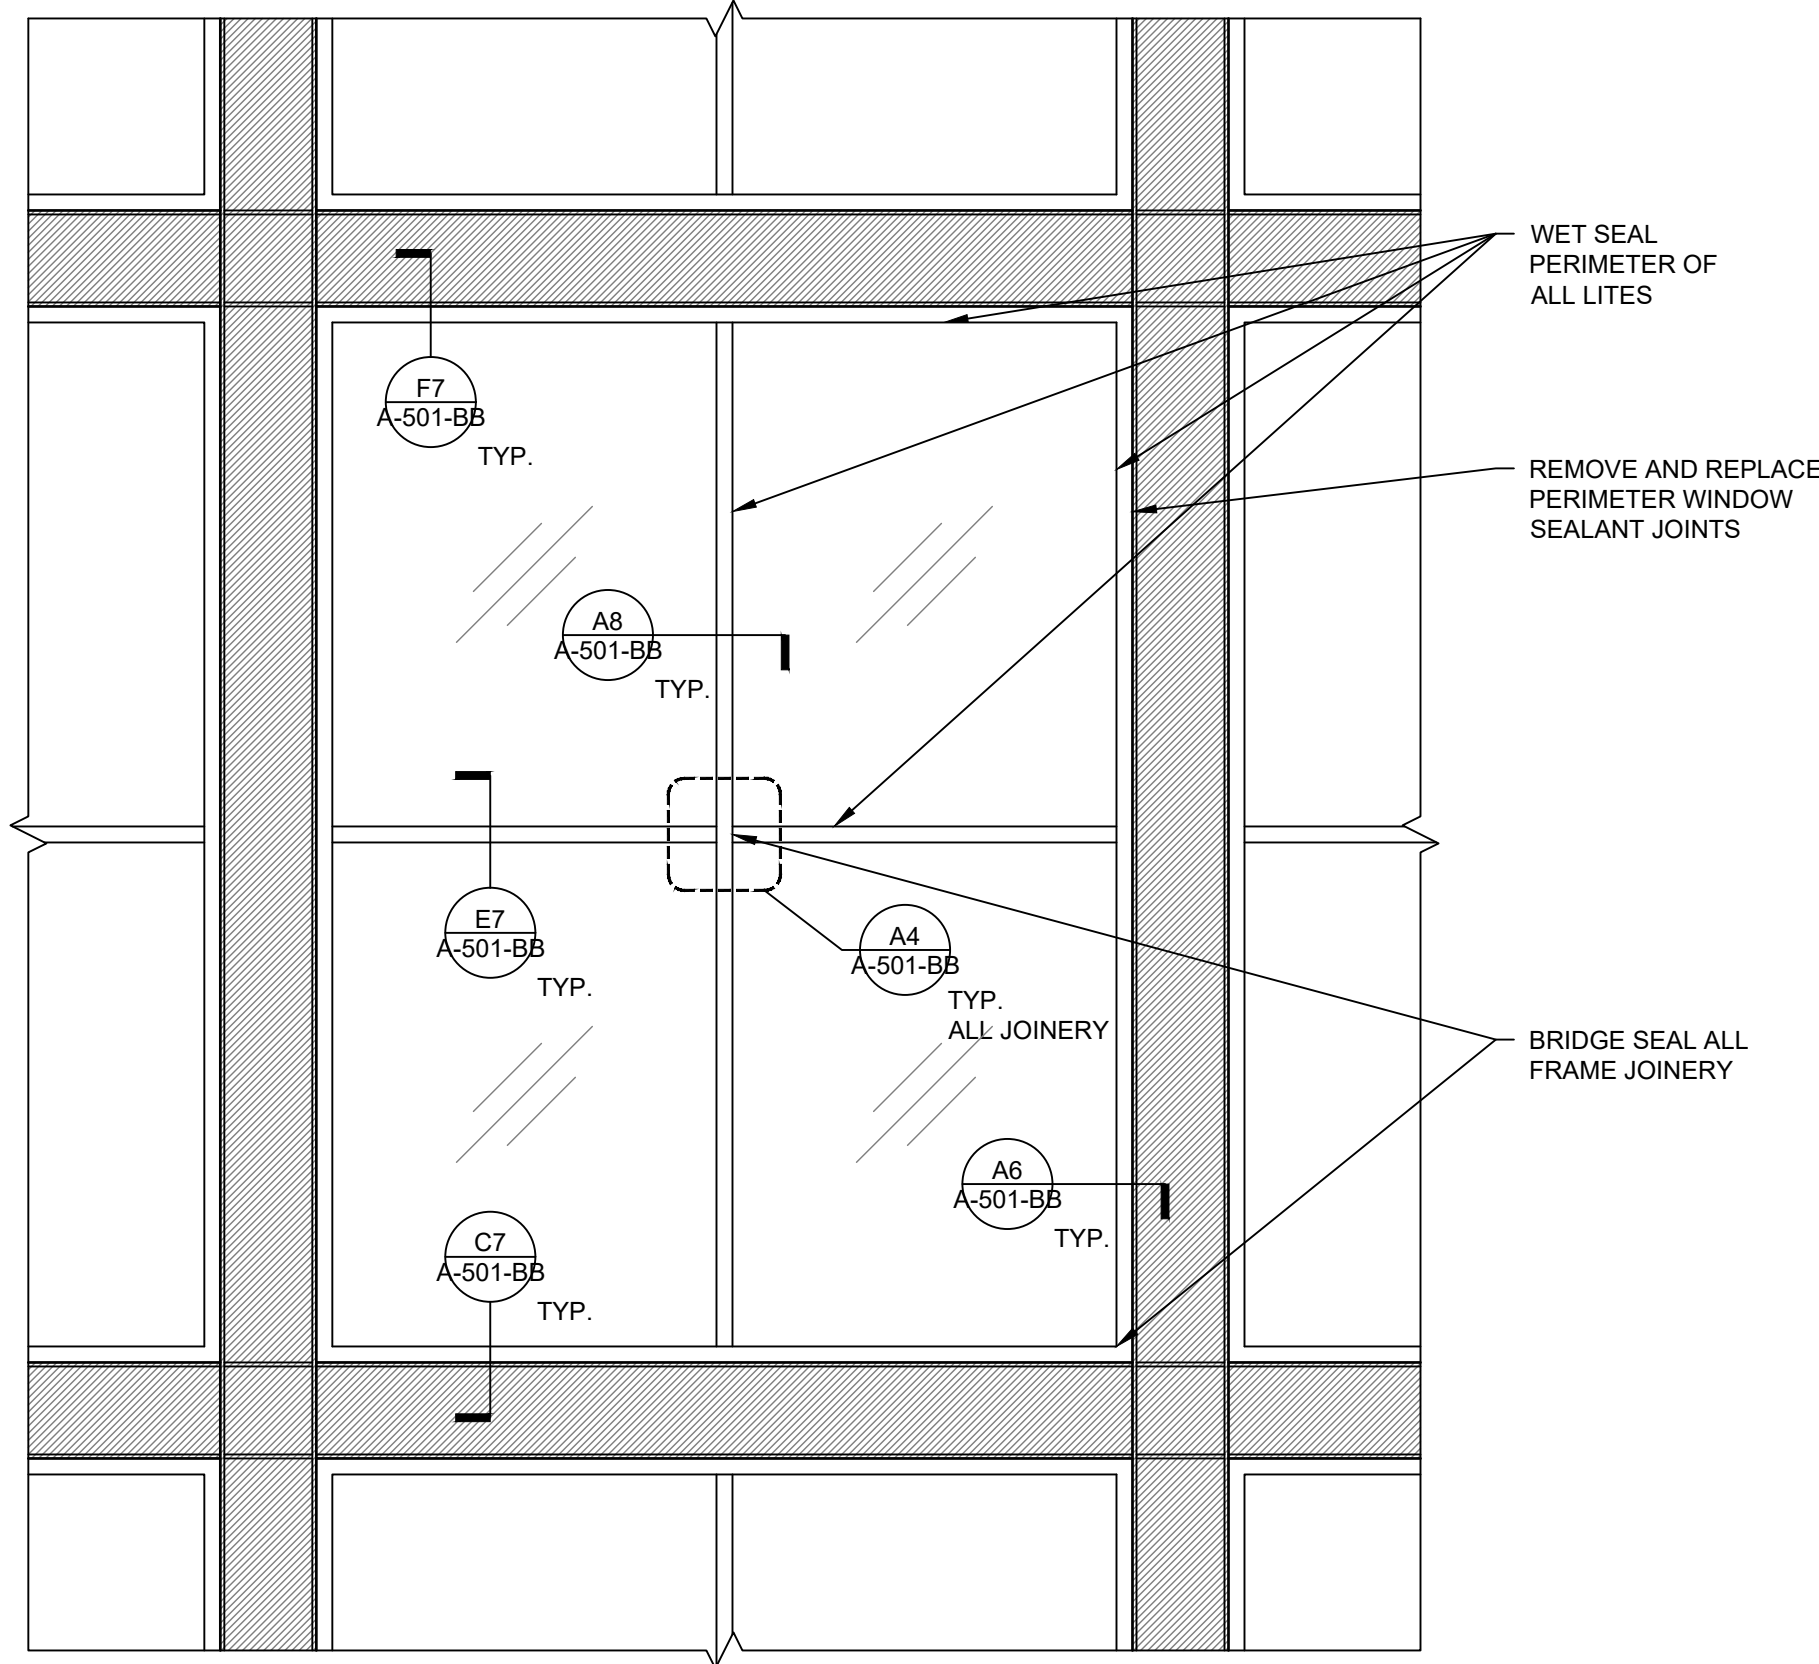 WET SEAL
PERIMETER OF
ALL LITES
F7
A-501-BB
TYP.
REMOVE AND REPLACE
PERIMETER WINDOW
SEALANT JOINTS
A8
A-501-BB
TYP.
E7
A-501-BB
TYP.
A4
A-501-BB
TYP.
ALL JOINERY
BRIDGE SEAL ALL
FRAME JOINERY
A6
A-501-BB
TYP.
C7
A-501-BB
TYP.